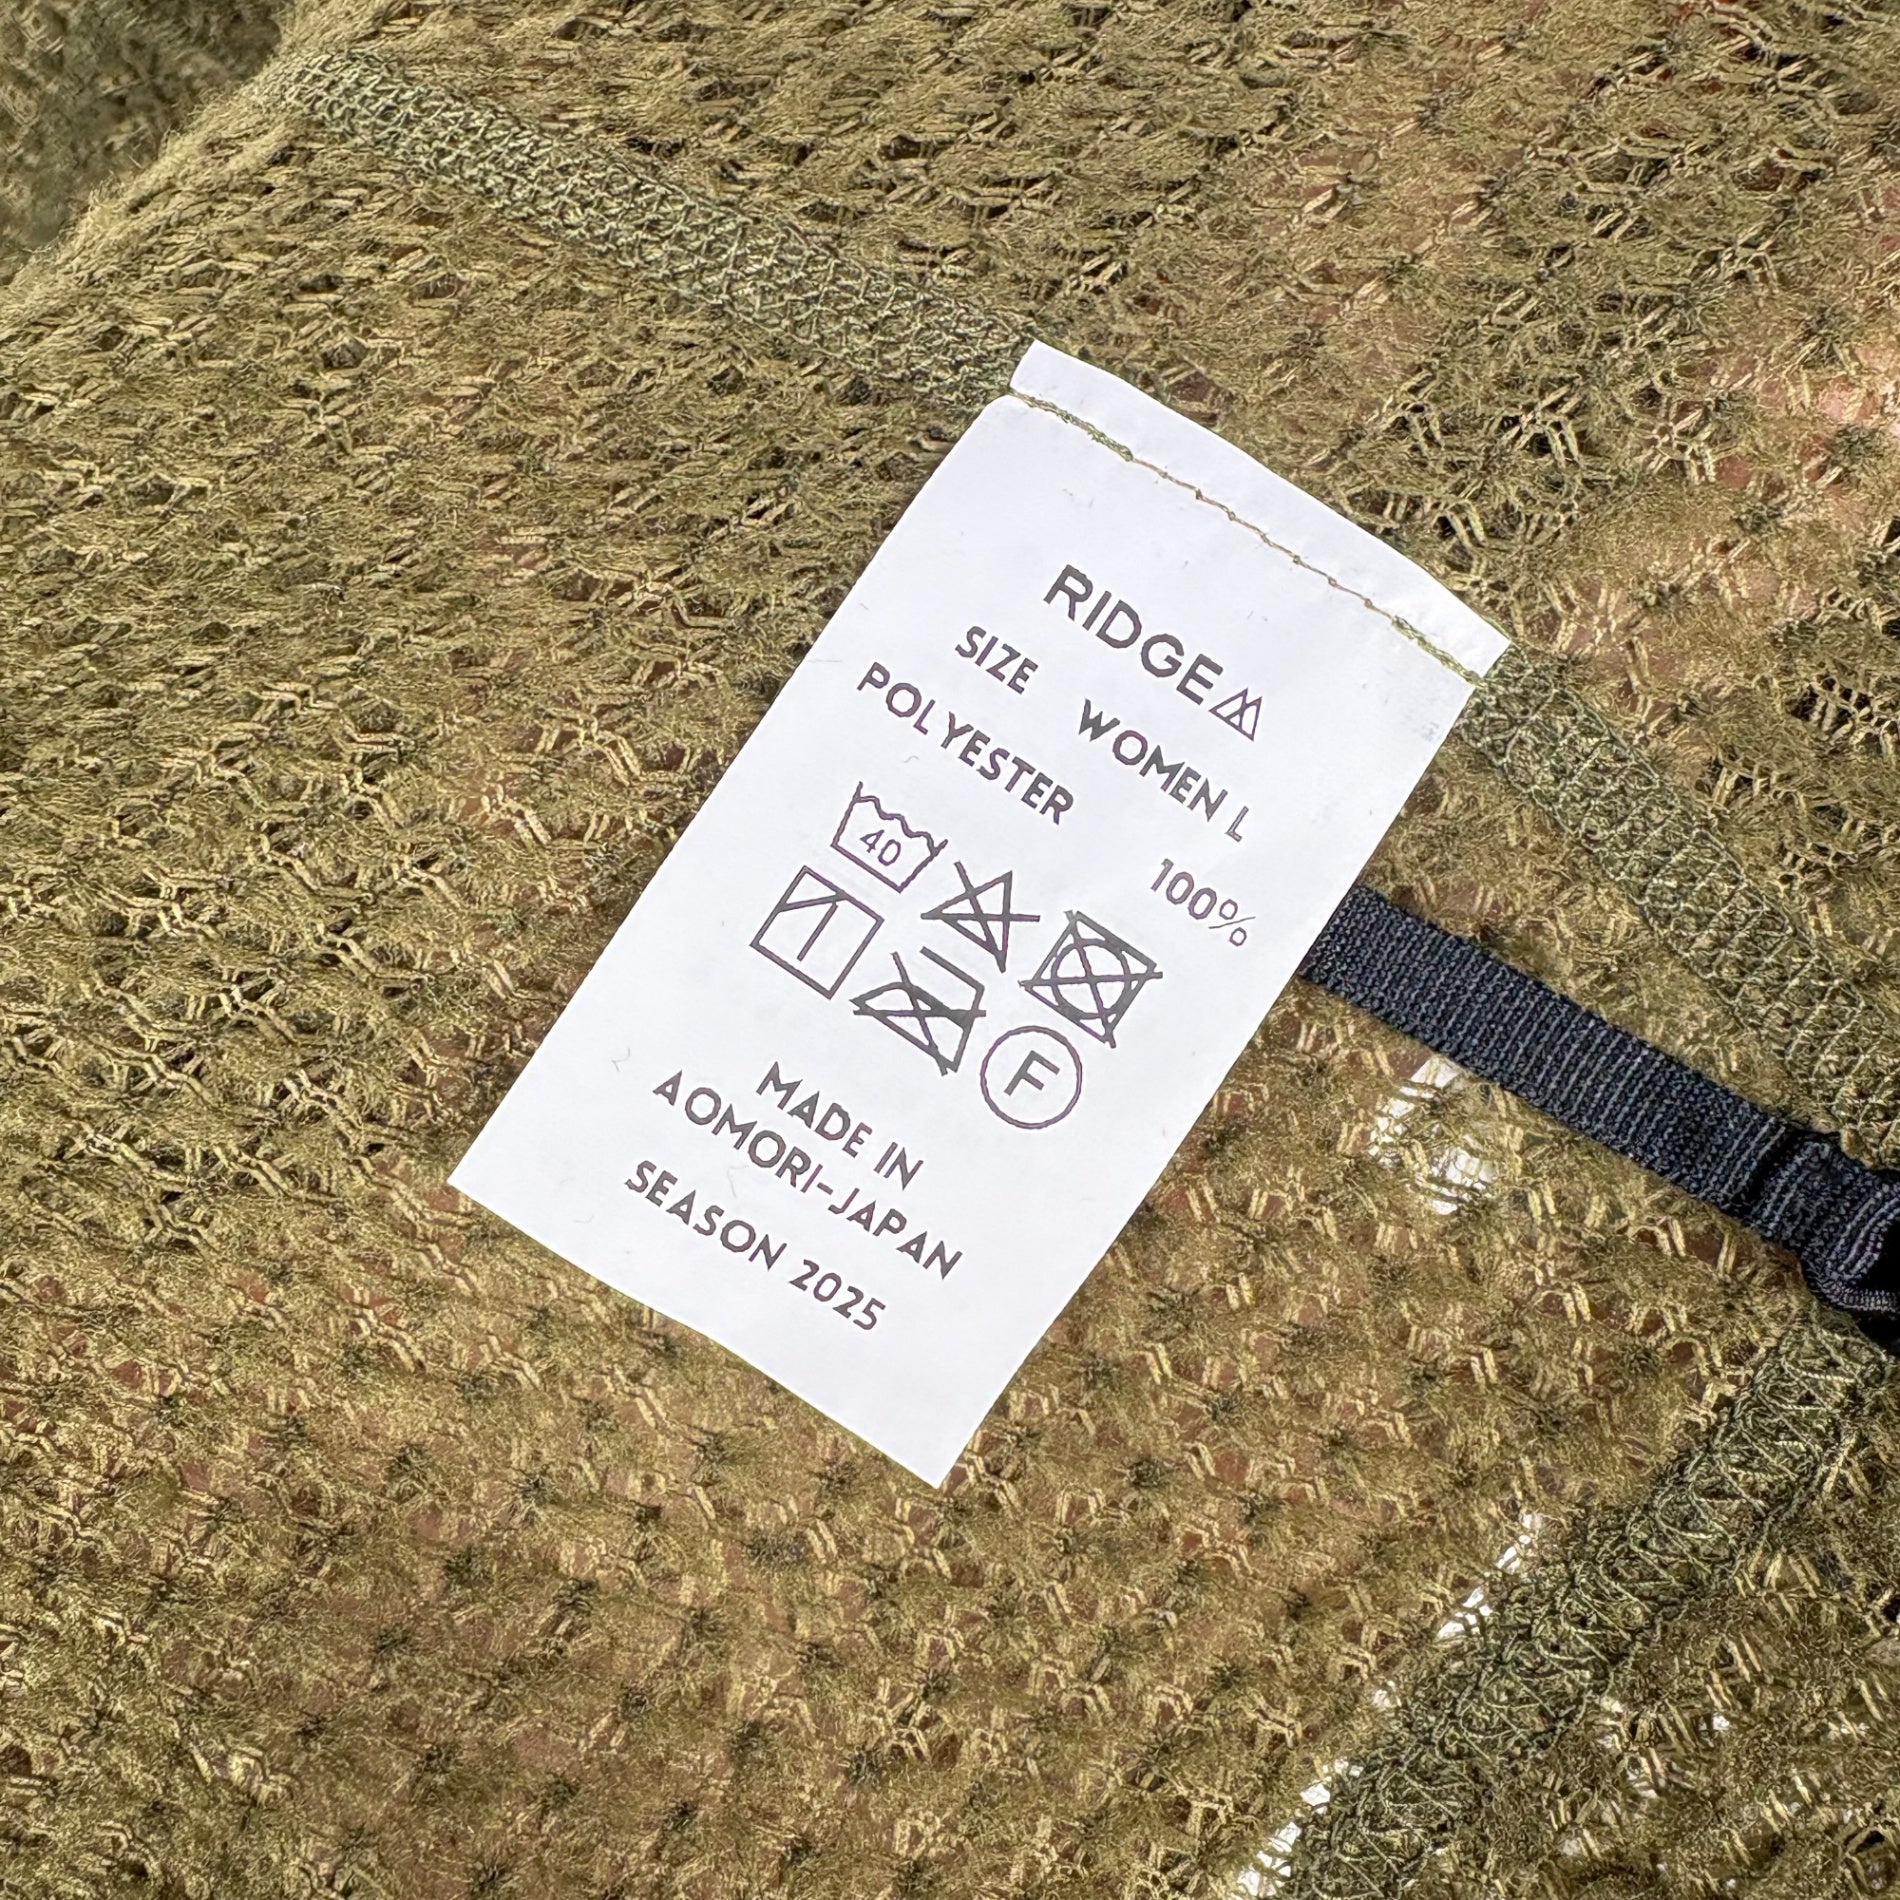 RIDGE
SIZE WOMEN L
POLYESTER 100%
40
F
MADE IN
AOMORI-JAPAN
SEASON 2025